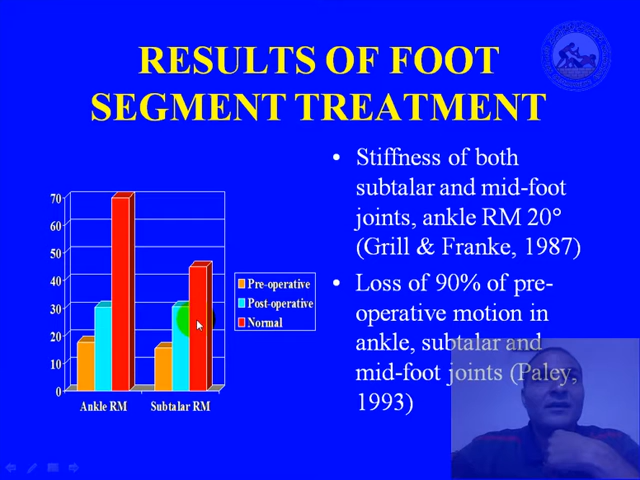 RESULTS OF FOOT
SEGMENT TREATMENT
• Stiffness of both
subtalar and mid-foot
joints, ankle RM 20°
(Grill & Franke, 1987)
• Loss of 90% of pre-
operative motion in
ankle, subtalar and
mid-foot joints (Paley,
1993)
70
60
50
40
30
20
10
0
Ankle RM
Subtalar RM
Pre-operative
Post-operative
Normal